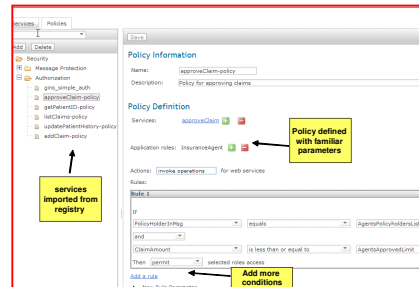 Services Policies
Add Delete
Security
Message Protection
Authorization
gins_simple_auth
approveClaim-policy
getPatientID-policy
listClaims-policy
updatePatientHistory-policy
addClaim-policy
services
imported from
registry
Save
Policy Information
Name: approveClaim-policy
Description: Policy for approving claims
Policy Definition
Services: approveClaim
Application roles: InsuranceAgent
Policy defined
with familiar
parameters
Actions: invoke operations for web services
Rules:
Rule 1
If
PolicyHolderInMsg equals AgentsPolicyholdersList
and
ClaimAmount is less than or equal to AgentsApprovedLimit
Then permit selected roles access
Add a rule
Add more
conditions